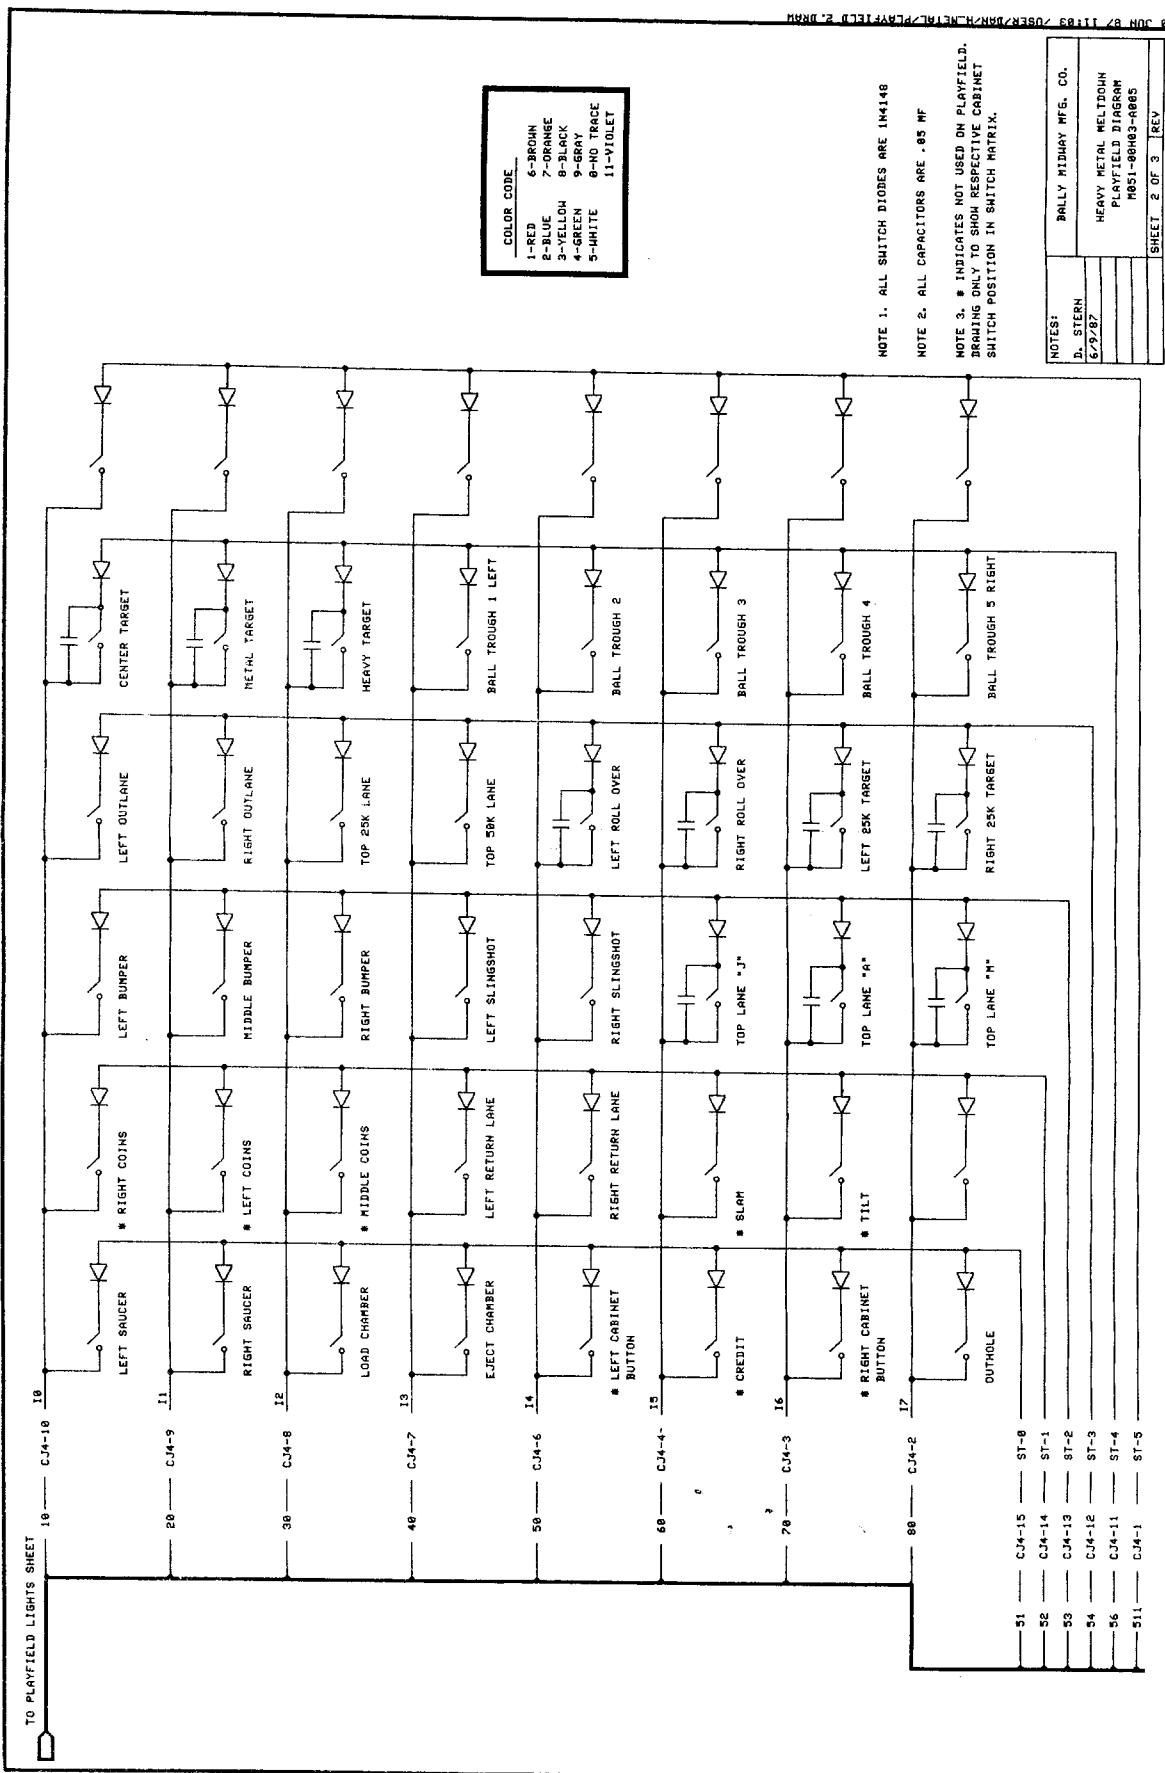 0 JUN 87 11:03 /USER/DAN/H_METAL/PLAYFIELD 2.DRAW
TO PLAYFIELD LIGHTS SHEET
10 CJ4-10 I0
LEFT SAUCER
* RIGHT COINS
LEFT BUMPER
LEFT OUTLANE
CENTER TARGET
20 CJ4-9 I1
RIGHT SAUCER
* LEFT COINS
MIDDLE BUMPER
RIGHT OUTLANE
METAL TARGET
30 CJ4-8 I2
LOAD CHAMBER
* MIDDLE COINS
RIGHT BUMPER
TOP 25K LANE
HEAVY TARGET
40 CJ4-7 I3
EJECT CHAMBER
LEFT RETURN LANE
LEFT SLINGSHOT
TOP 50K LANE
BALL TROUGH 1 LEFT
50 CJ4-6 I4
* LEFT CABINET
BUTTON
RIGHT RETURN LANE
RIGHT SLINGSHOT
LEFT ROLL OVER
BALL TROUGH 2
60 CJ4-4 I5
* CREDIT
* SLAM
TOP LANE "J"
RIGHT ROLL OVER
BALL TROUGH 3
70 CJ4-3 I6
* RIGHT CABINET
BUTTON
* TILT
TOP LANE "A"
LEFT 25K TARGET
BALL TROUGH 4
80 CJ4-2 I7
OUTHOLE
TOP LANE "M"
RIGHT 25K TARGET
BALL TROUGH 5 RIGHT
51 CJ4-15 ST-0
52 CJ4-14 ST-1
53 CJ4-13 ST-2
54 CJ4-12 ST-3
56 CJ4-11 ST-4
511 CJ4-1 ST-5
COLOR CODE
1-RED 6-BROWN
2-BLUE 7-ORANGE
3-YELLOW 8-BLACK
4-GREEN 9-GRAY
5-WHITE 0-NO TRACE
11-VIOLET
NOTE 1. ALL SWITCH DIODES ARE 1N4148
NOTE 2. ALL CAPACITORS ARE .05 MF
NOTE 3. * INDICATES NOT USED ON PLAYFIELD.
DRAWING ONLY TO SHOW RESPECTIVE CABINET
SWITCH POSITION IN SWITCH MATRIX.
NOTES:
D. STERN
6/9/87
BALLY MIDWAY MFG. CO.
HEAVY METAL MELTDOWN
PLAYFIELD DIAGRAM
M051-00H03-A005
SHEET 2 OF 3 REV